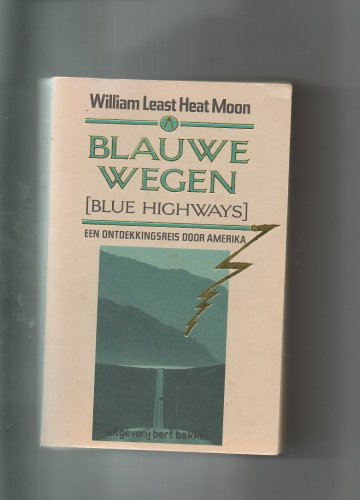 William Least Heat Moon
A
BLAUWE
WEGEN
[BLUE HIGHWAYS]
EEN ONTDEKKINGSREIS DOOR AMERIKA
uitgeverij bert bakker